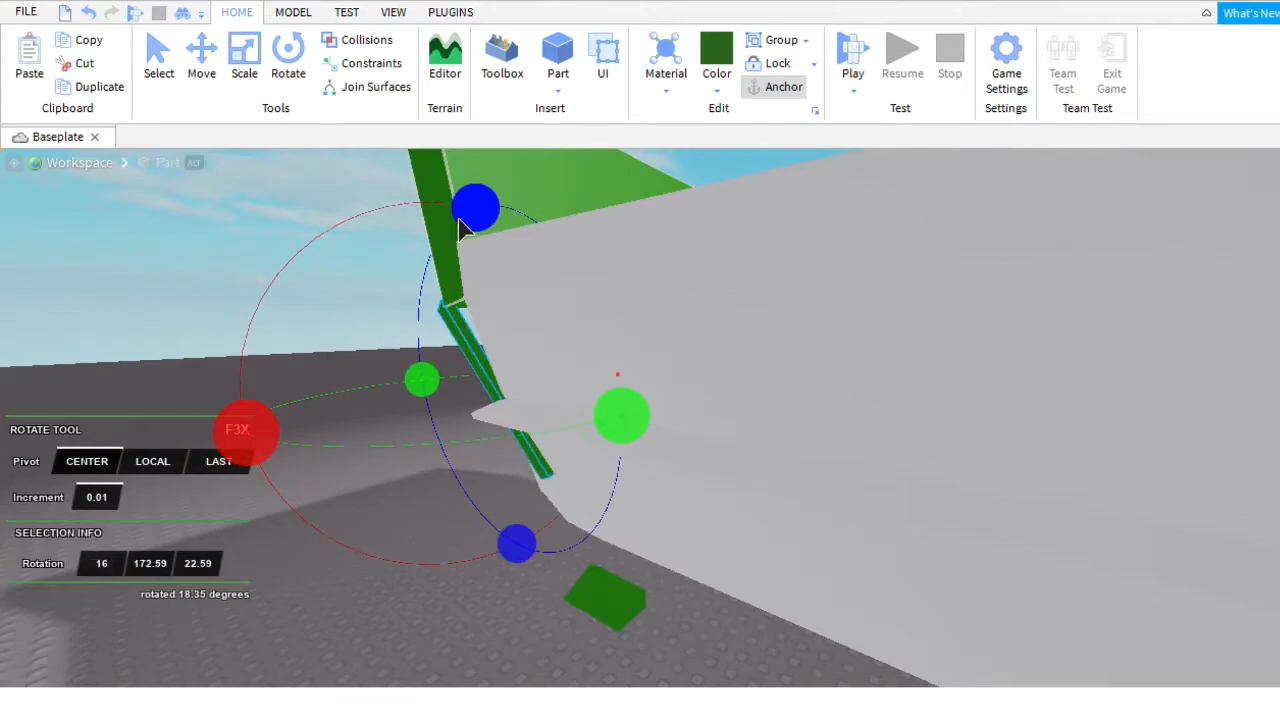 FILE HOME MODEL TEST VIEW PLUGINS What's New
Paste Copy Cut Duplicate Clipboard
Select Move Scale Rotate Collisions Constraints Join Surfaces Tools
Editor Terrain
Toolbox Part UI Insert
Material Color Group Lock Anchor Edit
Play Resume Stop Test
Game Settings Settings
Team Test Exit Game Team Test
Baseplate
Workspace Part ALT
F3X
ROTATE TOOL
Pivot CENTER LOCAL LAST
Increment 0.01
SELECTION INFO
Rotation 16 172.59 22.59
rotated 18.35 degrees